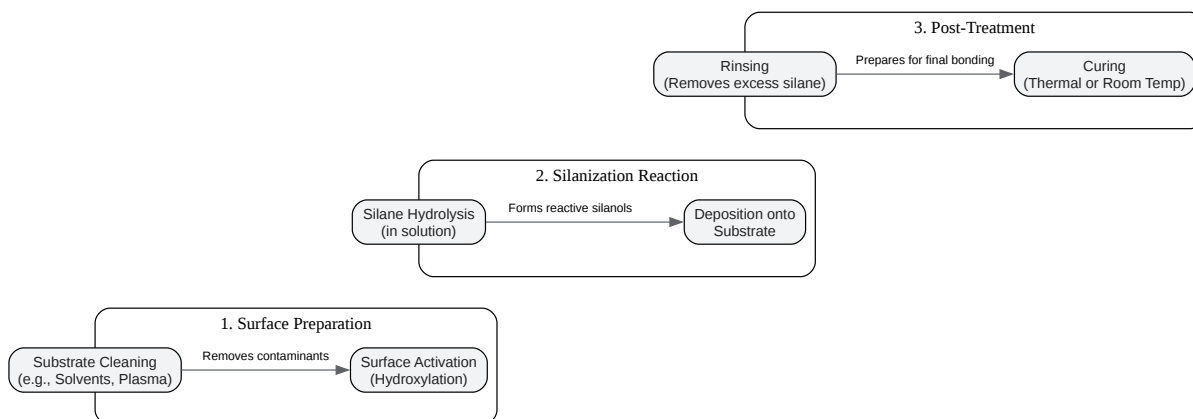 3. Post-Treatment
Rinsing
(Removes excess silane)
Prepares for final bonding
Curing
(Thermal or Room Temp)
2. Silanization Reaction
Silane Hydrolysis
(in solution)
Forms reactive silanols
Deposition onto
Substrate
1. Surface Preparation
Substrate Cleaning
(e.g., Solvents, Plasma)
Removes contaminants
Surface Activation
(Hydroxylation)